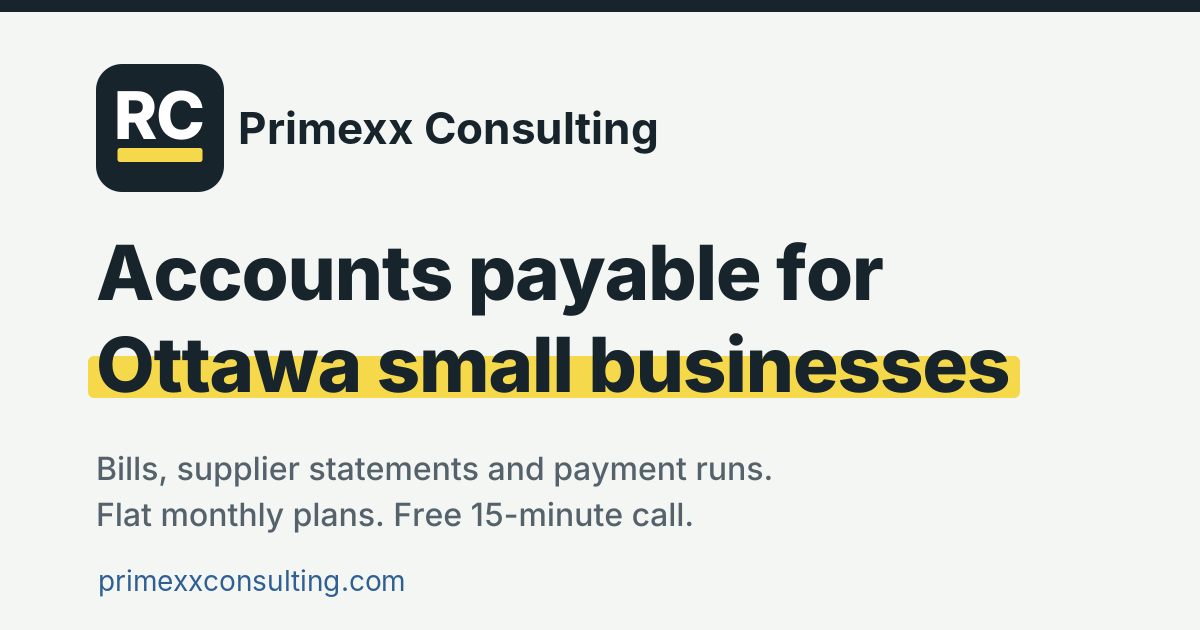 RC
Primexx Consulting
Accounts payable for
Ottawa small businesses
Bills, supplier statements and payment runs.
Flat monthly plans. Free 15-minute call.
primexxconsulting.com